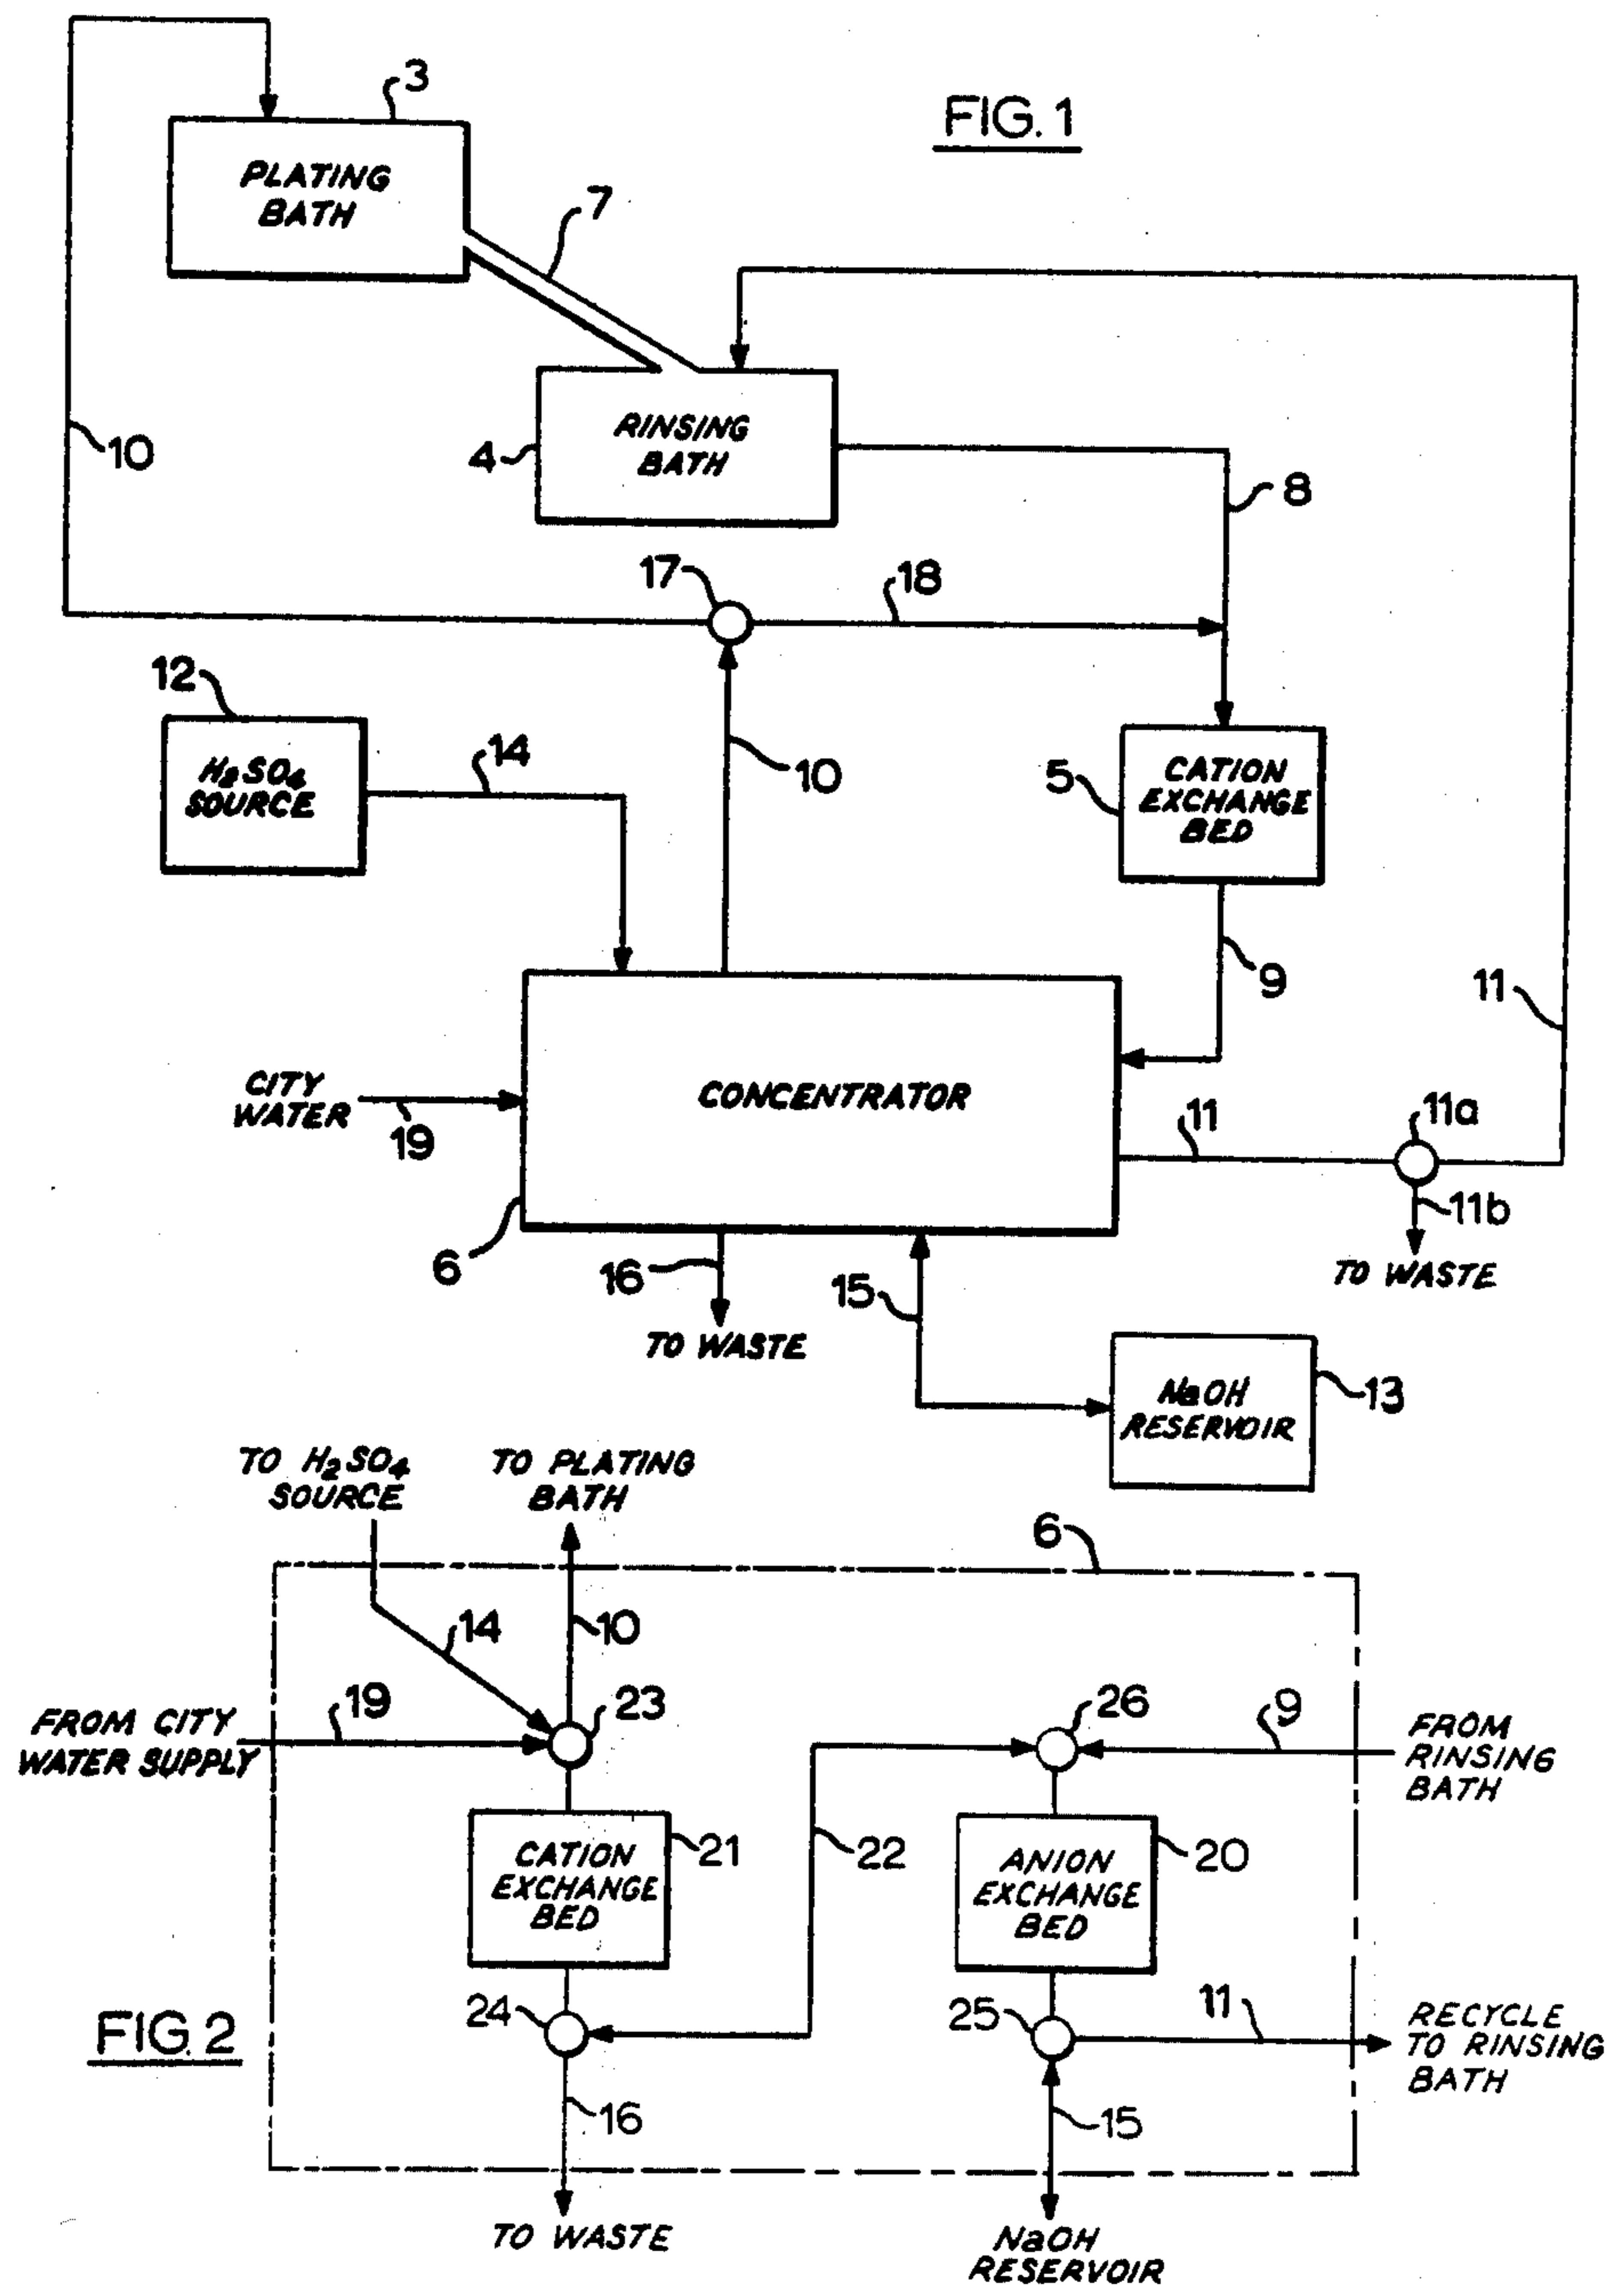 FIG. 1
3
PLATING
BATH
7
10
4
RINSING
BATH
8
17
18
12
H2SO4
SOURCE
14
10
5
CATION
EXCHANGE
BED
9
11
CITY
WATER
19
CONCENTRATOR
11
11a
11b
TO WASTE
6
16
TO WASTE
15
NaOH
RESERVOIR
13
TO H2SO4
SOURCE
TO PLATING
BATH
6
14
10
FROM CITY
WATER SUPPLY
19
23
26
9
FROM
RINSING
BATH
CATION
EXCHANGE
BED
21
22
ANION
EXCHANGE
BED
20
FIG. 2
24
25
11
RECYCLE
TO RINSING
BATH
16
15
TO WASTE
NaOH
RESERVOIR